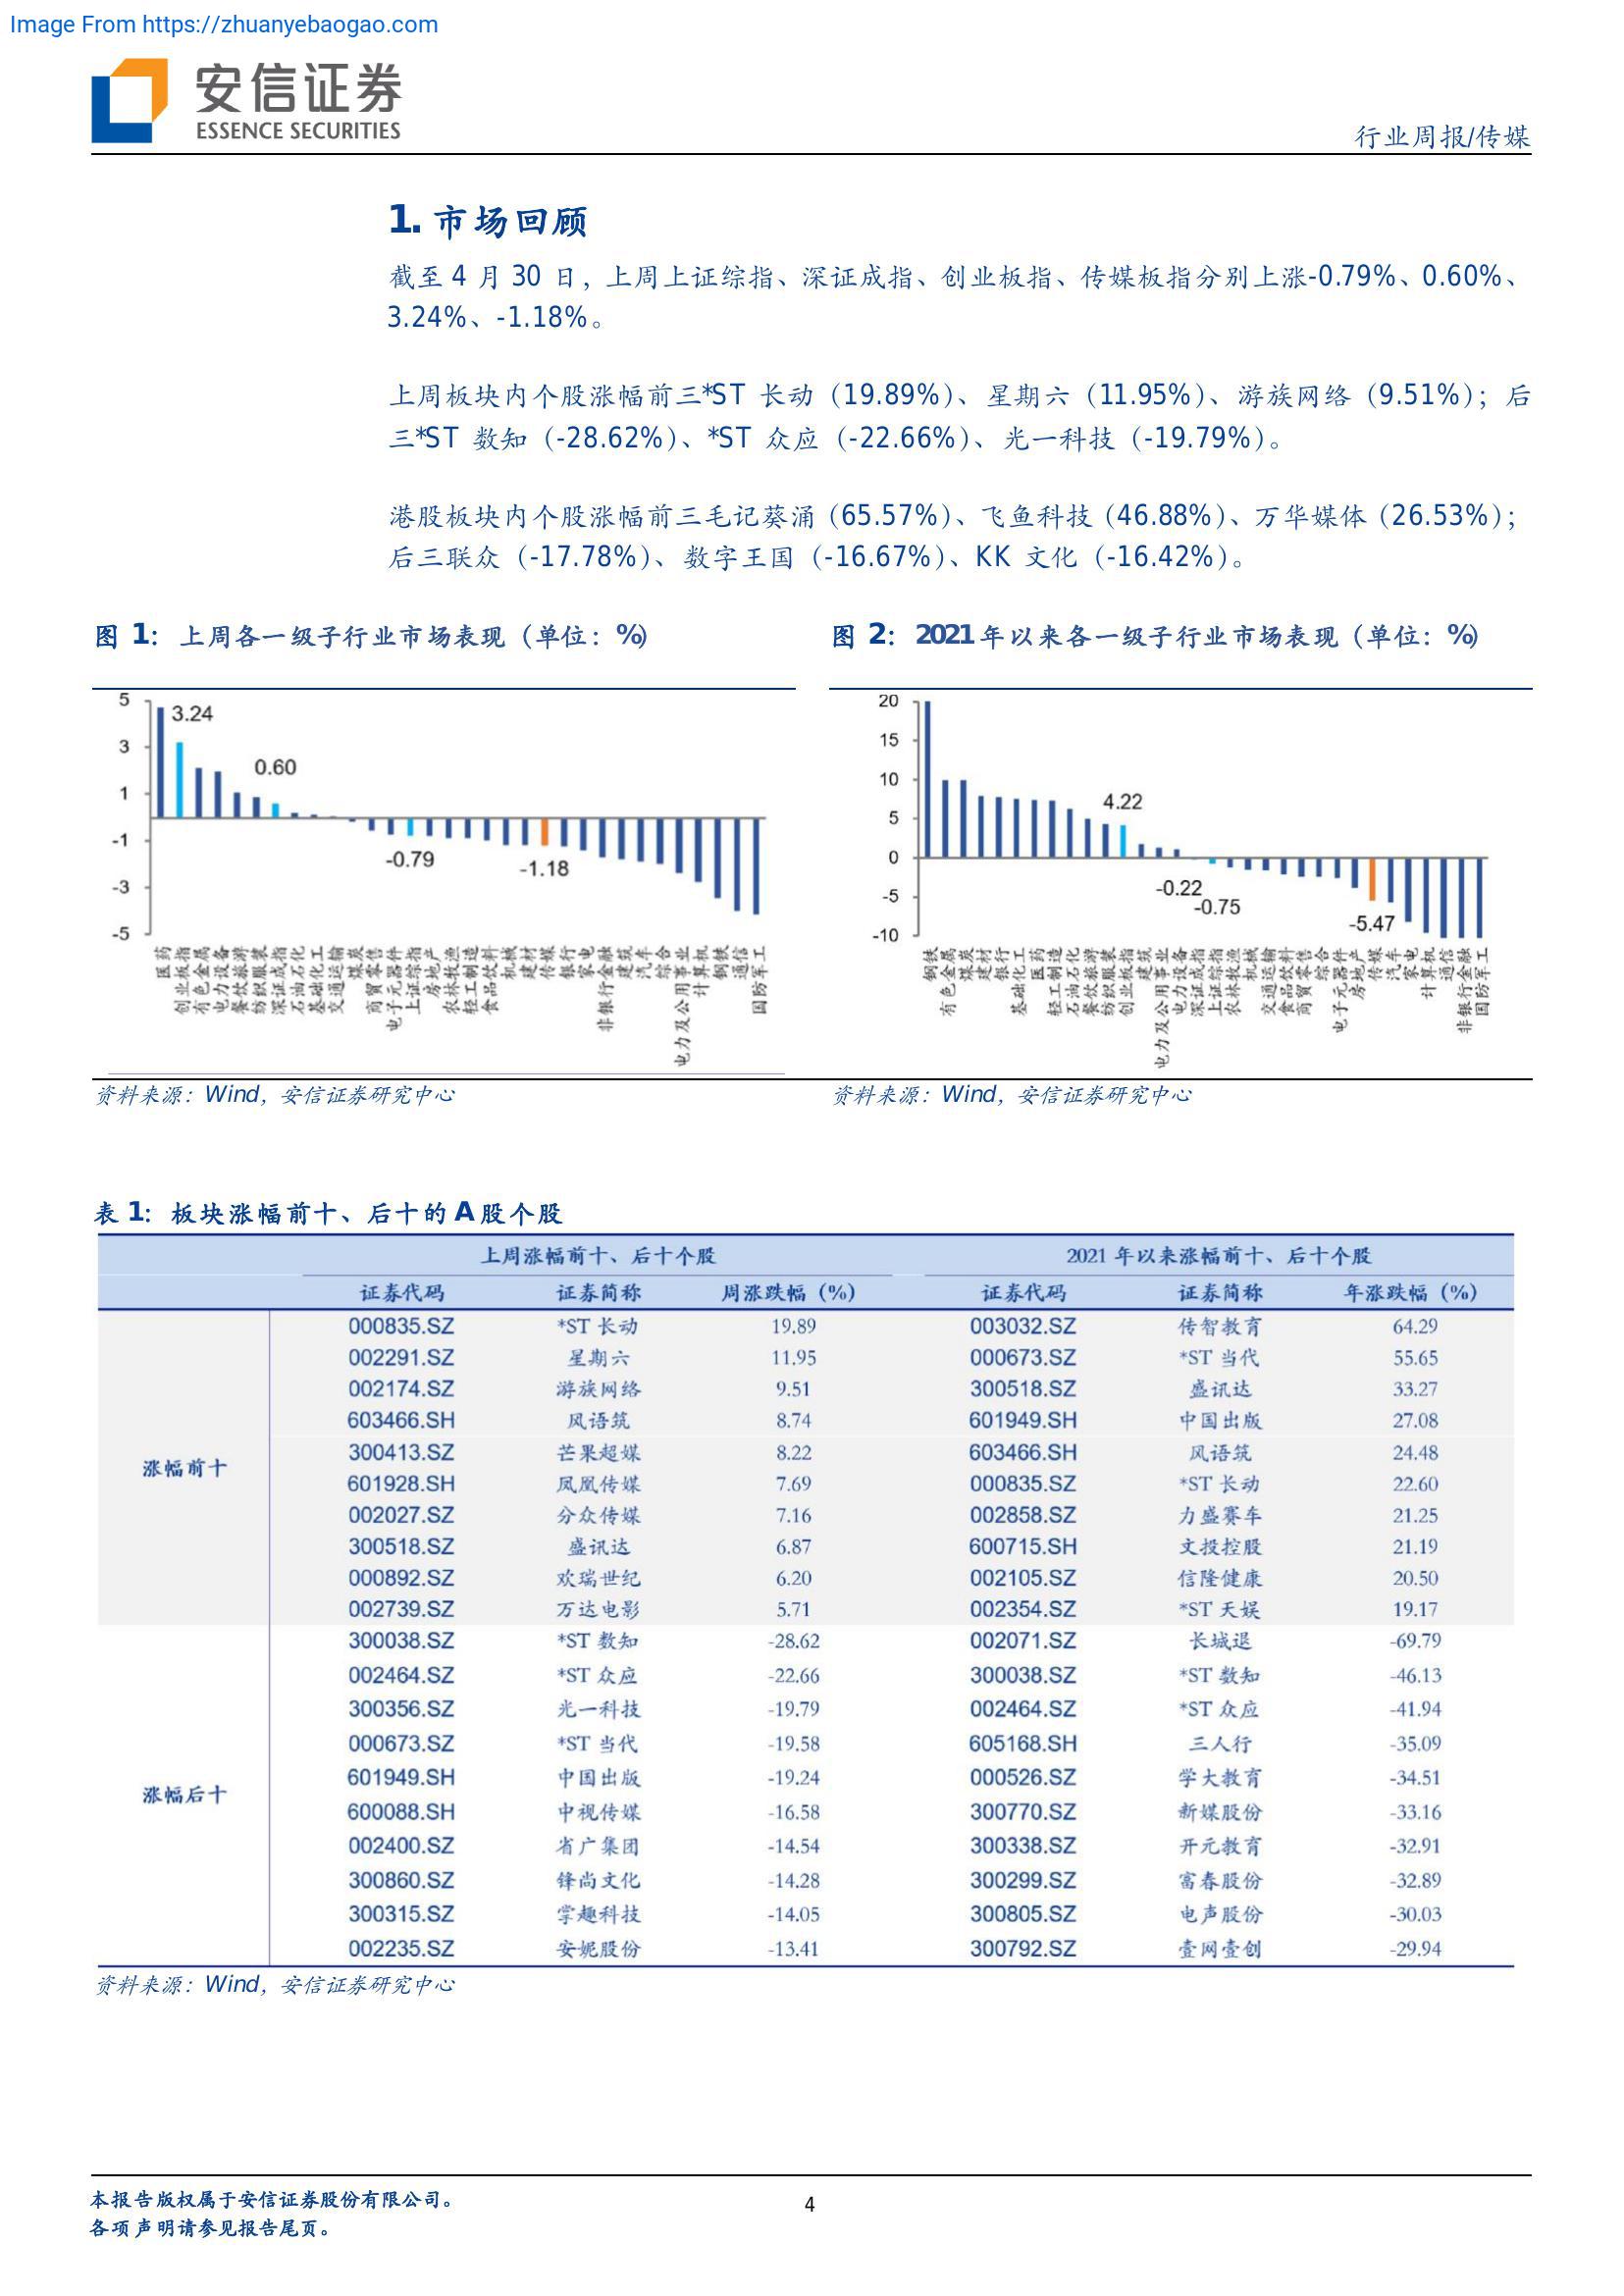 Image From https://zhuanyebaogao.com
安信证券
ESSENCE SECURITIES
行业周报/传媒
1. 市场回顾
截至 4 月 30 日，上周上证综指、深证成指、创业板指、传媒板指分别上涨-0.79%、0.60%、
3.24%、-1.18%。
上周板块内个股涨幅前三*ST 长动（19.89%）、星期六（11.95%）、游族网络（9.51%）；后
三*ST 数知（-28.62%）、*ST 众应（-22.66%）、光一科技（-19.79%）。
港股板块内个股涨幅前三毛记葵涌（65.57%）、飞鱼科技（46.88%）、万华媒体（26.53%）；
后三联众（-17.78%）、数字王国（-16.67%）、KK 文化（-16.42%）。
图 1：上周各一级子行业市场表现（单位：%）
5
3
1
-1
-3
-5
3.24
0.60
-0.79
-1.18
医药
创业板指
有色金属
电力设备
餐饮旅游
纺织服装
深证成指
石油石化
基础化工
交通运输
煤炭
商贸零售
电子元器件
上证综指
房地产
农林牧渔
轻工制造
食品饮料
机械
建材
传媒
银行
家电
非银行金融
建筑
汽车
综合
电力及公用事业
计算机
钢铁
通信
国防军工
资料来源：Wind，安信证券研究中心
图 2：2021年以来各一级子行业市场表现（单位：%）
20
15
10
5
0
-5
-10
4.22
-0.22
-0.75
-5.47
钢铁
有色金属
煤炭
建材
银行
基础化工
医药
轻工制造
石油石化
餐饮旅游
纺织服装
创业板指
建筑
电力及公用事业
电力设备
深证成指
上证综指
农林牧渔
机械
交通运输
食品饮料
商贸零售
综合
电子元器件
房地产
传媒
汽车
家电
计算机
通信
非银行金融
国防军工
资料来源：Wind，安信证券研究中心
表 1：板块涨幅前十、后十的 A 股个股
上周涨幅前十、后十个股 2021 年以来涨幅前十、后十个股
证券代码 证券简称 周涨跌幅（%） 证券代码 证券简称 年涨跌幅（%）
涨幅前十
000835.SZ *ST 长动 19.89 003032.SZ 传智教育 64.29
002291.SZ 星期六 11.95 000673.SZ *ST 当代 55.65
002174.SZ 游族网络 9.51 300518.SZ 盛讯达 33.27
603466.SH 风语筑 8.74 601949.SH 中国出版 27.08
300413.SZ 芒果超媒 8.22 603466.SH 风语筑 24.48
601928.SH 凤凰传媒 7.69 000835.SZ *ST 长动 22.60
002027.SZ 分众传媒 7.16 002858.SZ 力盛赛车 21.25
300518.SZ 盛讯达 6.87 600715.SH 文投控股 21.19
000892.SZ 欢瑞世纪 6.20 002105.SZ 信隆健康 20.50
002739.SZ 万达电影 5.71 002354.SZ *ST 天娱 19.17
涨幅后十
300038.SZ *ST 数知 -28.62 002071.SZ 长城退 -69.79
002464.SZ *ST 众应 -22.66 300038.SZ *ST 数知 -46.13
300356.SZ 光一科技 -19.79 002464.SZ *ST 众应 -41.94
000673.SZ *ST 当代 -19.58 605168.SH 三人行 -35.09
601949.SH 中国出版 -19.24 000526.SZ 学大教育 -34.51
600088.SH 中视传媒 -16.58 300770.SZ 新媒股份 -33.16
002400.SZ 省广集团 -14.54 300338.SZ 开元教育 -32.91
300860.SZ 锋尚文化 -14.28 300299.SZ 富春股份 -32.89
300315.SZ 掌趣科技 -14.05 300805.SZ 电声股份 -30.03
002235.SZ 安妮股份 -13.41 300792.SZ 壹网壹创 -29.94
资料来源：Wind，安信证券研究中心
本报告版权属于安信证券股份有限公司。
各项声明请参见报告尾页。
4